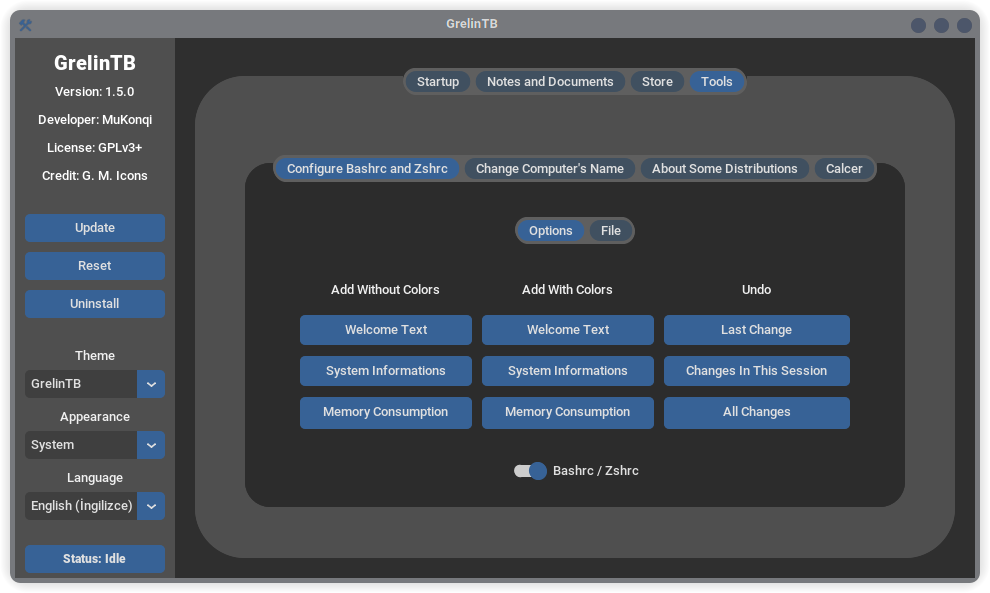 GrelinTB
GrelinTB
Version: 1.5.0
Developer: MuKonqi
License: GPLv3+
Credit: G. M. Icons
Update
Reset
Uninstall
Theme
GrelinTB
Appearance
System
Language
English (İngilizce)
Status: Idle
Startup Notes and Documents Store Tools
Configure Bashrc and Zshrc Change Computer's Name About Some Distributions Calcer
Options File
Add Without Colors Add With Colors Undo
Welcome Text Welcome Text Last Change
System Informations System Informations Changes In This Session
Memory Consumption Memory Consumption All Changes
Bashrc / Zshrc